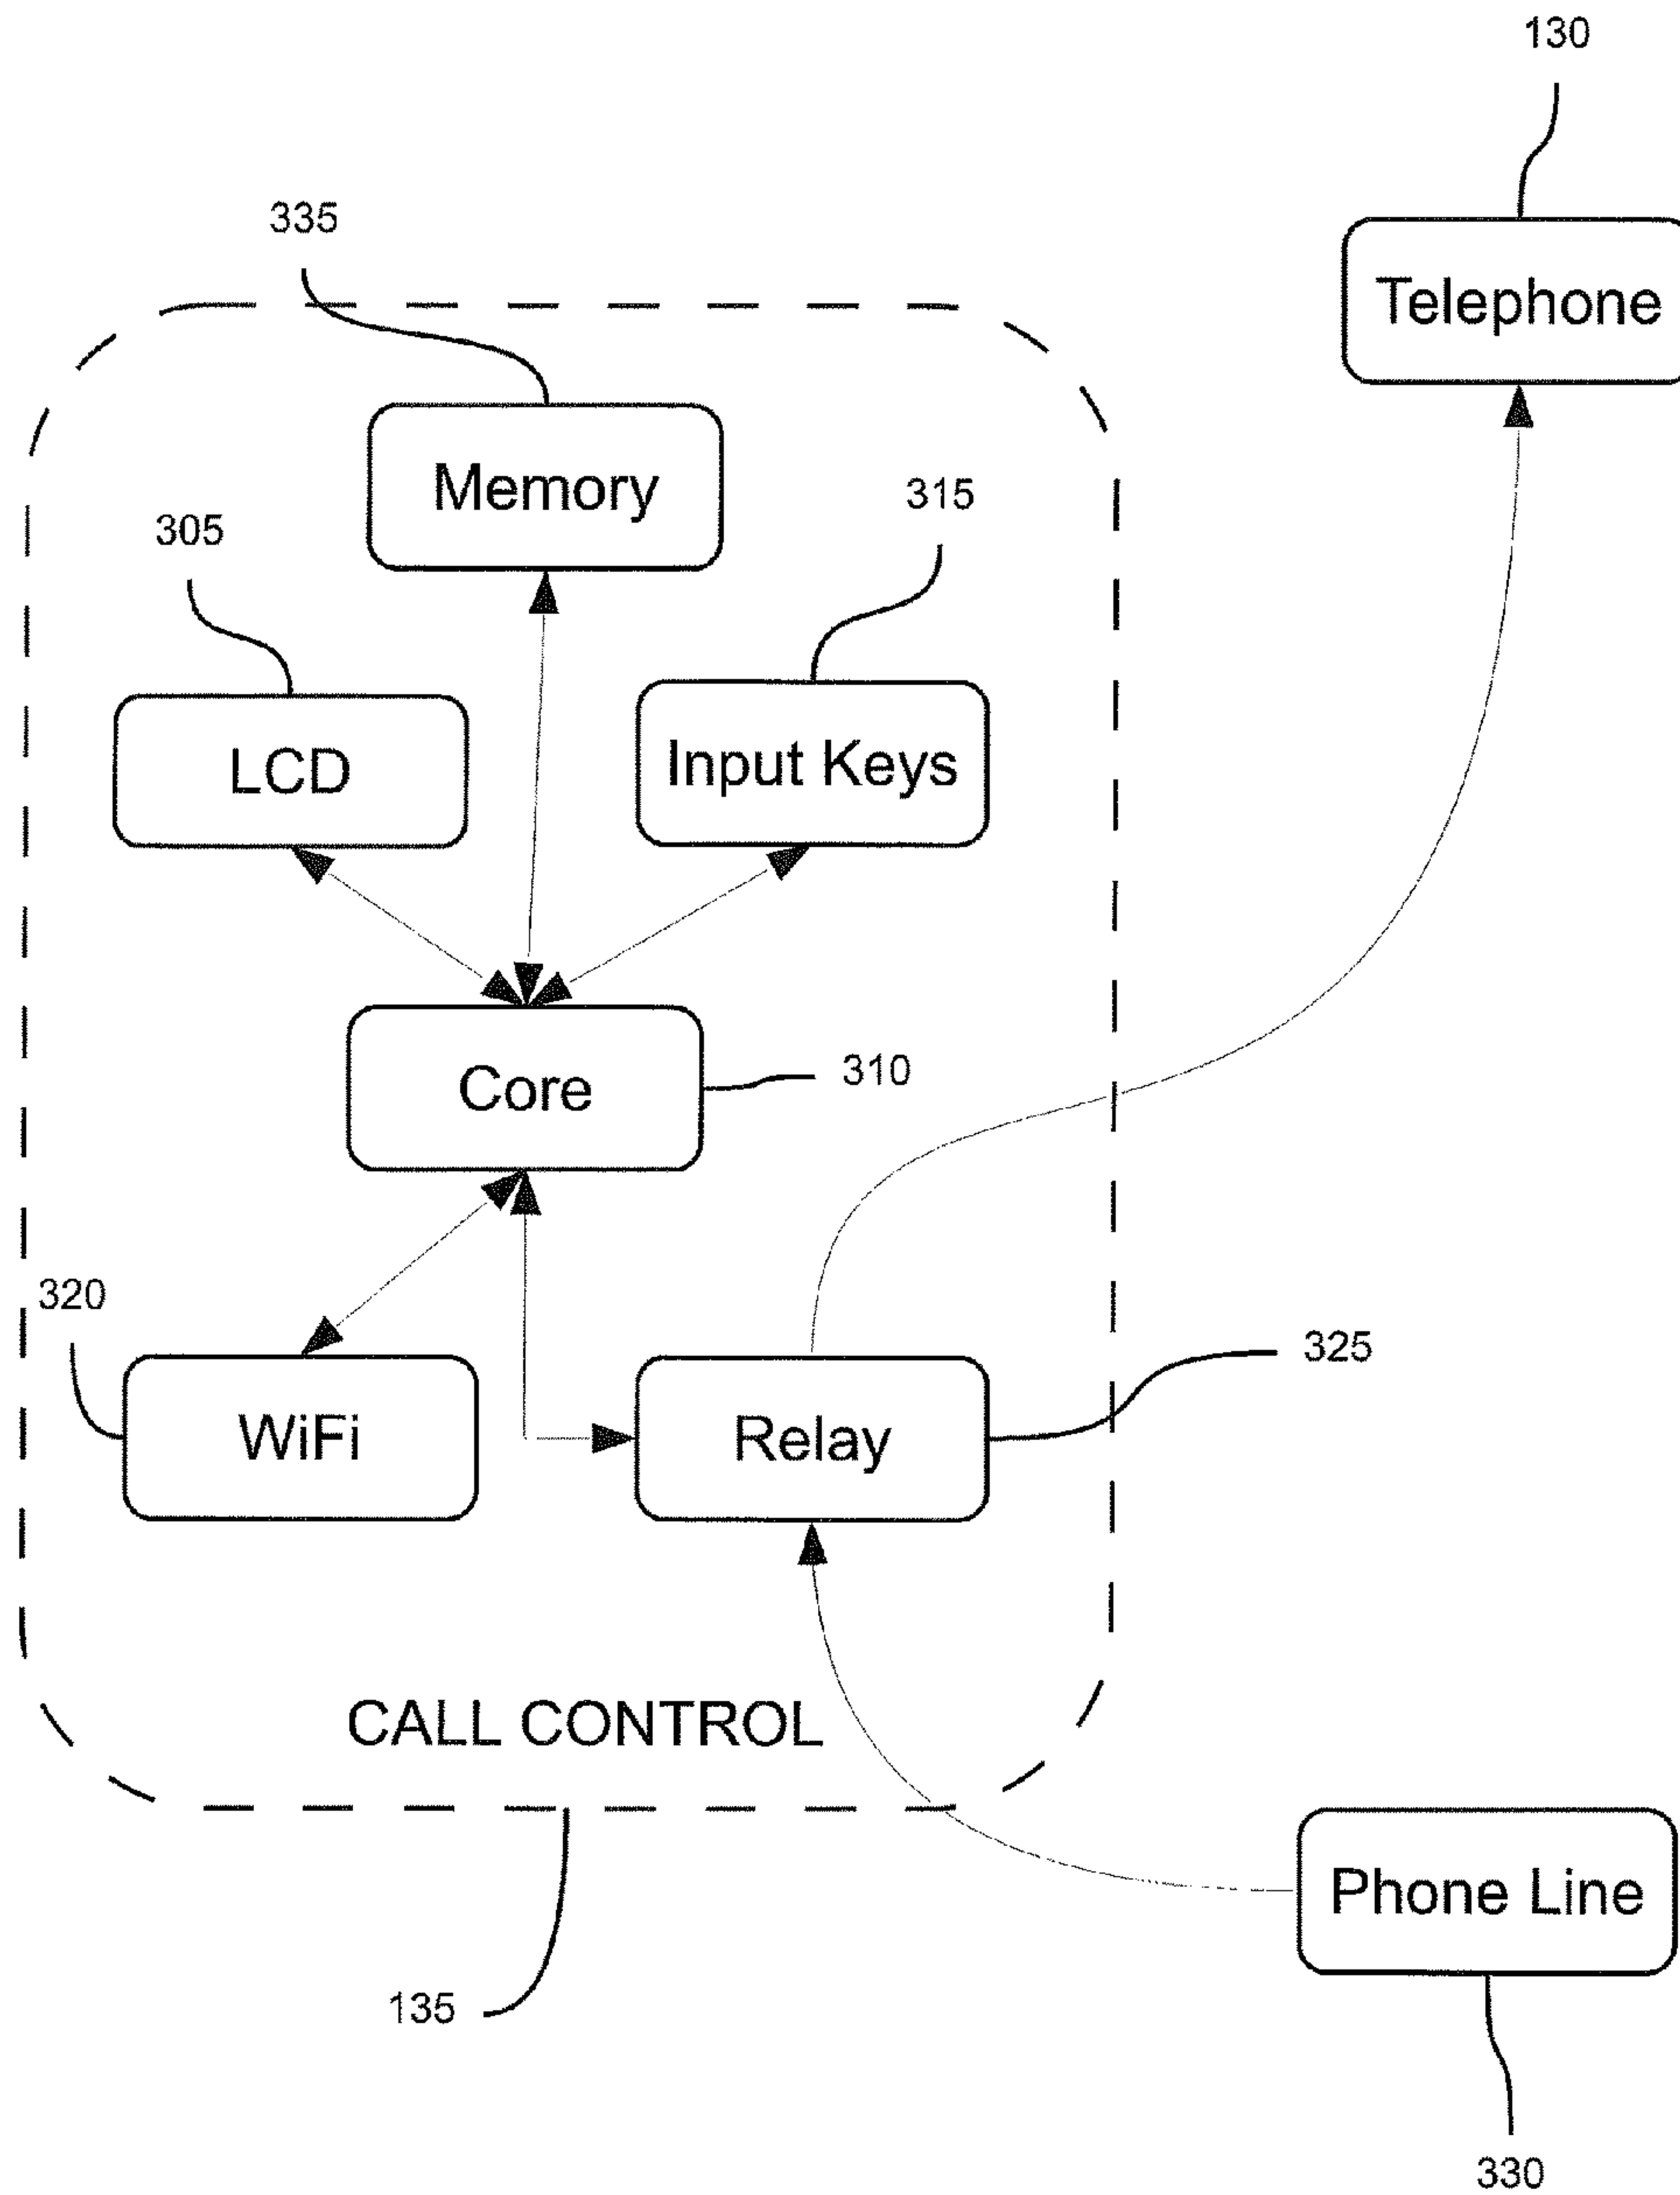 130
335
Telephone
Memory
315
305
Input Keys
LCD
310
Core
320
325
WiFi
Relay
CALL CONTROL
Phone Line
135
330